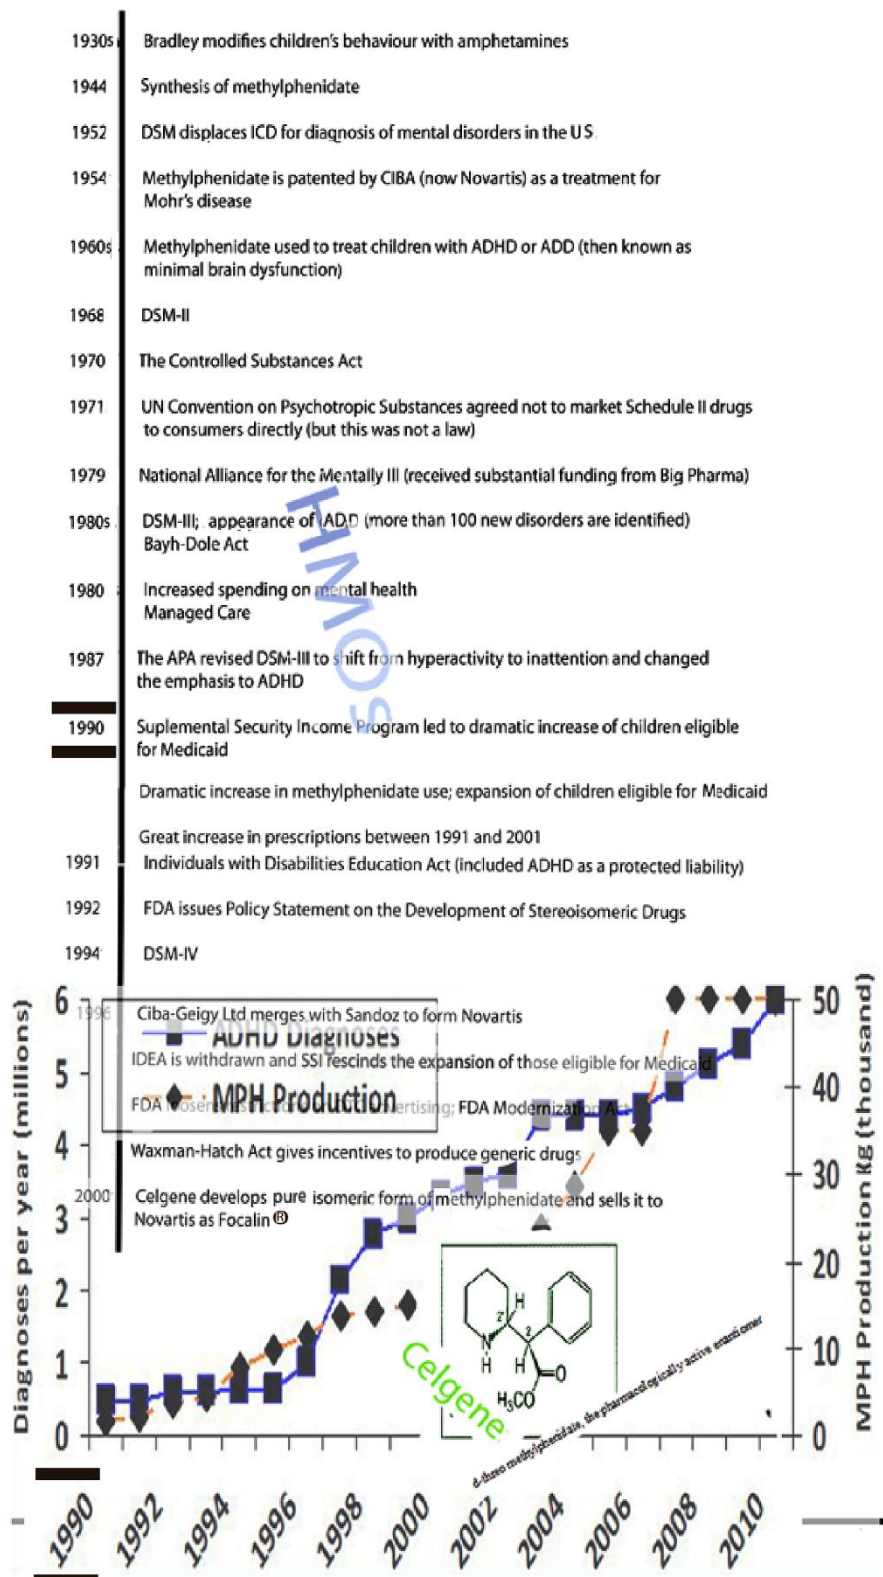 1930s Bradley modifies children's behaviour with amphetamines
1944 Synthesis of methylphenidate
1952 DSM displaces ICD for diagnosis of mental disorders in the US
1954 Methylphenidate is patented by CIBA (now Novartis) as a treatment for
Mohr's disease
1960s Methylphenidate used to treat children with ADHD or ADD (then known as
minimal brain dysfunction)
1968 DSM-II
1970 The Controlled Substances Act
1971 UN Convention on Psychotropic Substances agreed not to market Schedule II drugs
to consumers directly (but this was not a law)
1979 National Alliance for the Mentally Ill (received substantial funding from Big Pharma)
1980s DSM-III; appearance of ADD (more than 100 new disorders are identified)
Bayh-Dole Act
HMOs
1980 Increased spending on mental health
Managed Care
1987 The APA revised DSM-III to shift from hyperactivity to inattention and changed
the emphasis to ADHD
1990 Suplemental Security Income Program led to dramatic increase of children eligible
for Medicaid
Dramatic increase in methylphenidate use; expansion of children eligible for Medicaid
Great increase in prescriptions between 1991 and 2001
1991 Individuals with Disabilities Education Act (included ADHD as a protected liability)
1992 FDA issues Policy Statement on the Development of Stereoisomeric Drugs
1994 DSM-IV
1996 Ciba-Geigy Ltd merges with Sandoz to form Novartis
ADHD Diagnoses
IDEA is withdrawn and SSI rescinds the expansion of those eligible for Medicaid
MPH Production
FDA loosens restrictions advertising; FDA Modernization Act
Waxman-Hatch Act gives incentives to produce generic drugs
2000 Celgene develops pure isomeric form of methylphenidate and sells it to
Novartis as Focalin ®
Diagnoses per year (millions)
6
5
4
3
2
1
0
MPH Production Kg (thousand)
50
40
30
20
10
0
H
2'
2
N
H
H
O
H₃CO
Celgene
d-threo methylphenidate, the pharmacologically active enantiomer
1990 1992 1994 1996 1998 2000 2002 2004 2006 2008 2010